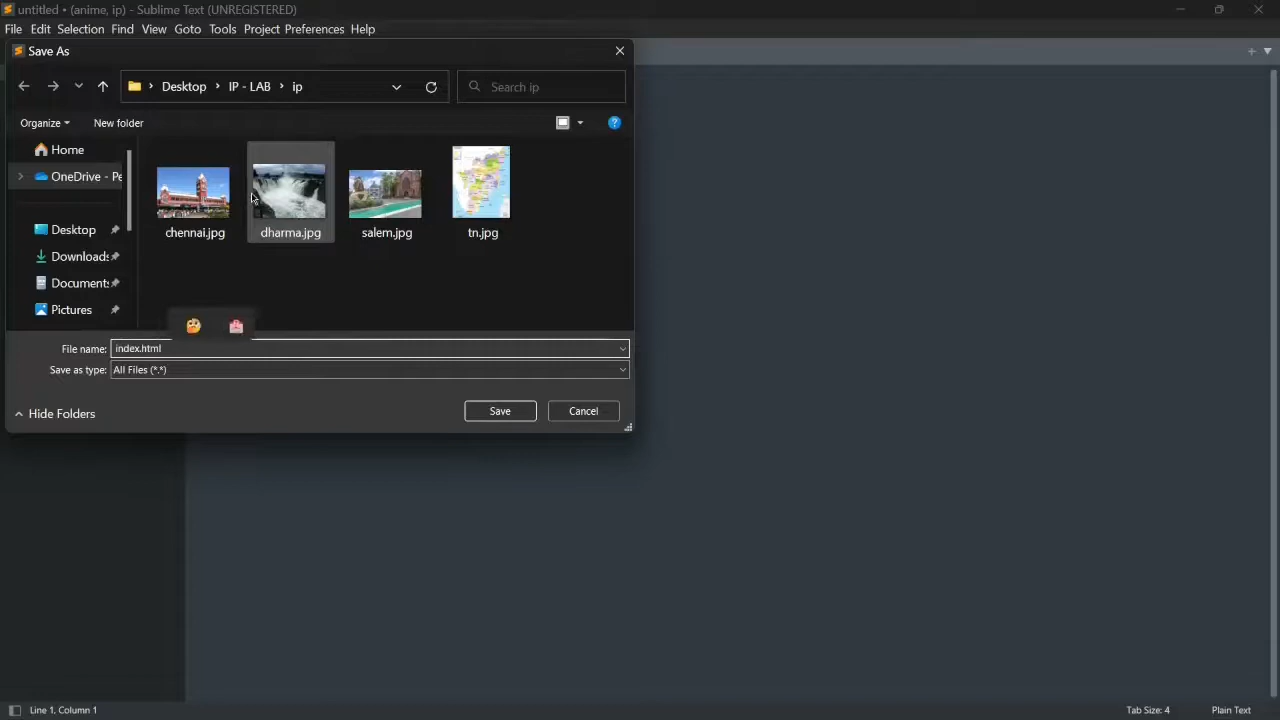 untitled • (anime, ip) - Sublime Text (UNREGISTERED)
File Edit Selection Find View Goto Tools Project Preferences Help
Save As
Desktop › IP - LAB › ip
Search ip
Organize
New folder
Home
OneDrive - Pe
Desktop
Downloads
Documents
Pictures
chennai.jpg
dharma.jpg
salem.jpg
tn.jpg
File name: index.html
Save as type: All Files (*.*)
Hide Folders
Save
Cancel
Line 1, Column 1
Tab Size: 4
Plain Text